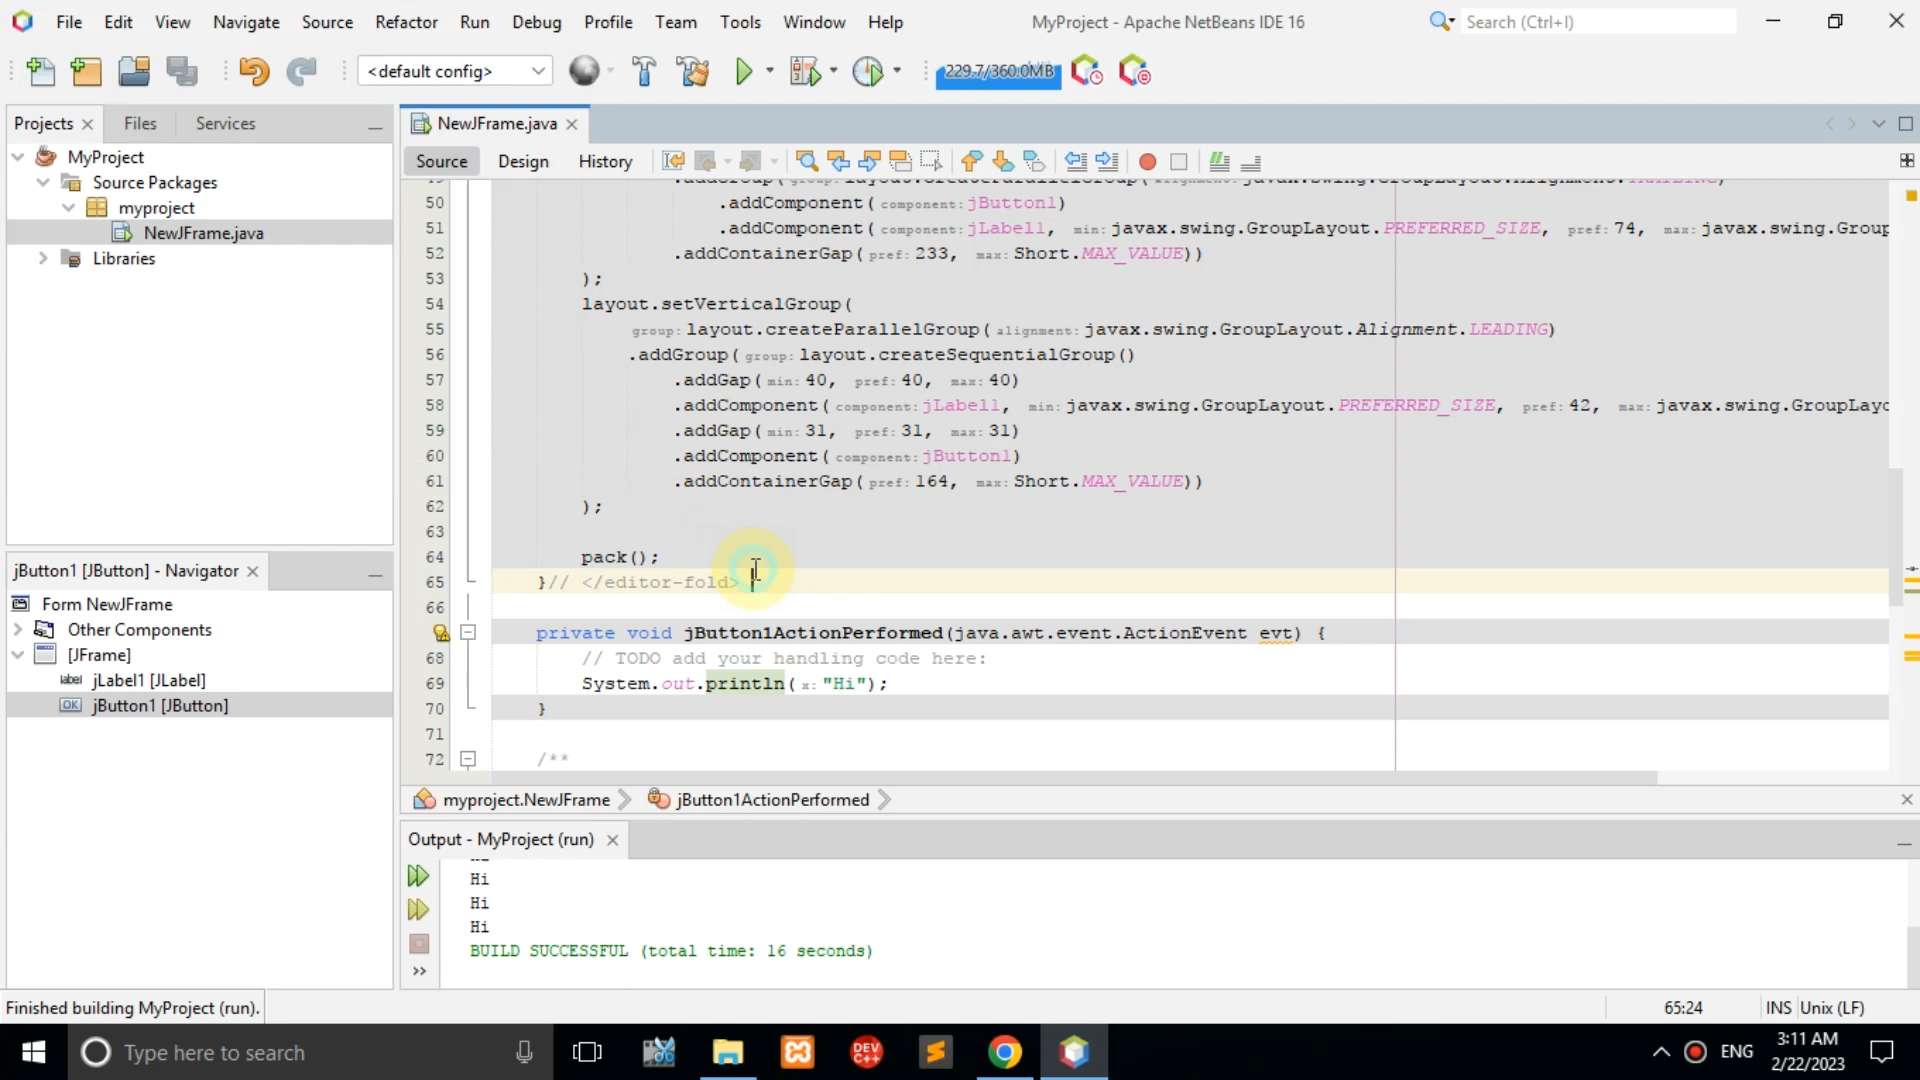 File Edit View Navigate Source Refactor Run Debug Profile Team Tools Window Help
MyProject - Apache NetBeans IDE 16
Search (Ctrl+I)
<default config>
229.7/360.0MB
Projects Files Services
NewJFrame.java
Source Design History
MyProject
Source Packages
myproject
NewJFrame.java
Libraries
50 .addComponent( component: jButton1)
51 .addComponent( component: jLabel1, min: javax.swing.GroupLayout.PREFERRED_SIZE, pref: 74, max: javax.swing.Group
52 .addContainerGap( pref: 233, max: Short.MAX_VALUE))
53 );
54 layout.setVerticalGroup(
55 group: layout.createParallelGroup( alignment: javax.swing.GroupLayout.Alignment.LEADING)
56 .addGroup( group: layout.createSequentialGroup()
57 .addGap( min: 40, pref: 40, max: 40)
58 .addComponent( component: jLabel1, min: javax.swing.GroupLayout.PREFERRED_SIZE, pref: 42, max: javax.swing.GroupLayo
59 .addGap( min: 31, pref: 31, max: 31)
60 .addComponent( component: jButton1)
61 .addContainerGap( pref: 164, max: Short.MAX_VALUE))
62 );
63
64 pack();
65 }// </editor-fold>
66
private void jButton1ActionPerformed(java.awt.event.ActionEvent evt) {
68 // TODO add your handling code here:
69 System.out.println( x: "Hi");
70 }
71
72 /**
jButton1 [JButton] - Navigator
Form NewJFrame
Other Components
[JFrame]
label jLabel1 [JLabel]
OK jButton1 [JButton]
myproject.NewJFrame jButton1ActionPerformed
Output - MyProject (run)
Hi
Hi
Hi
BUILD SUCCESSFUL (total time: 16 seconds)
Finished building MyProject (run).
65:24
INS Unix (LF)
Type here to search
DEV C++
ENG
3:11 AM
2/22/2023